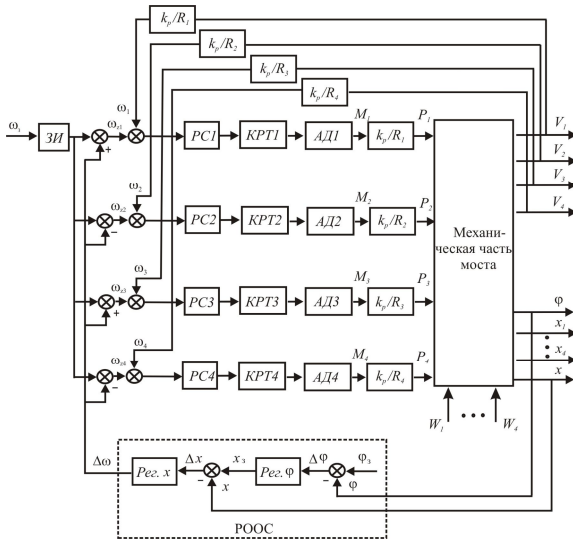 k_p/R_1
k_p/R_2
k_p/R_3
k_p/R_4
ω_1
ω_з ЗИ ω_з1 + РС1 КРТ1 АД1 M_1 k_p/R_1 P_1
V_1
V_2
V_3
V_4
ω_2
ω_з2 − РС2 КРТ2 АД2 M_2 k_p/R_2 P_2
Механи-
ческая часть
моста
ω_3
ω_з3 + РС3 КРТ3 АД3 M_3 k_p/R_3 P_3
φ
x_1
x_4
x
ω_4
ω_з4 − РС4 КРТ4 АД4 M_4 k_p/R_4 P_4
W_1 • • • W_4
Δω Рег. x Δx − x x_з Рег. φ Δφ − φ φ_з
РООС